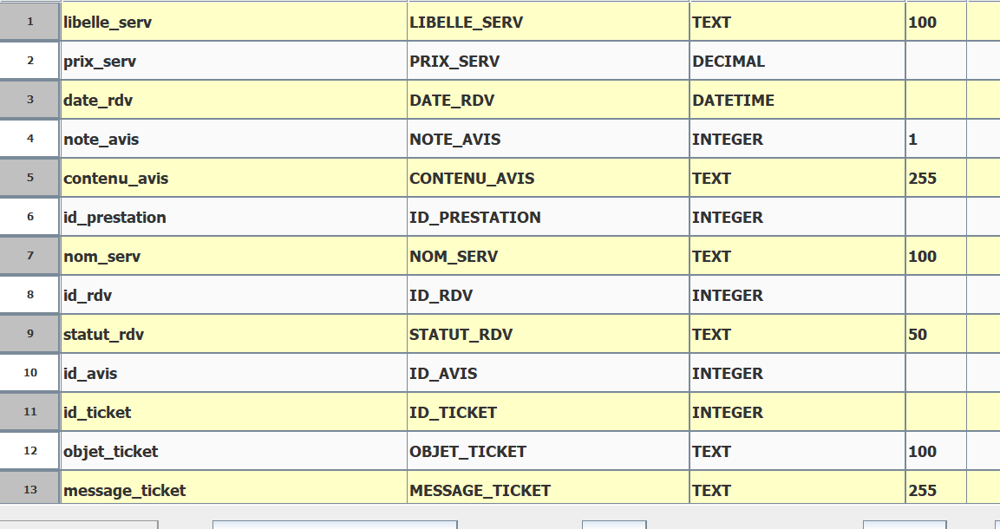 1 libelle_serv LIBELLE_SERV TEXT 100
2 prix_serv PRIX_SERV DECIMAL
3 date_rdv DATE_RDV DATETIME
4 note_avis NOTE_AVIS INTEGER 1
5 contenu_avis CONTENU_AVIS TEXT 255
6 id_prestation ID_PRESTATION INTEGER
7 nom_serv NOM_SERV TEXT 100
8 id_rdv ID_RDV INTEGER
9 statut_rdv STATUT_RDV TEXT 50
10 id_avis ID_AVIS INTEGER
11 id_ticket ID_TICKET INTEGER
12 objet_ticket OBJET_TICKET TEXT 100
13 message_ticket MESSAGE_TICKET TEXT 255